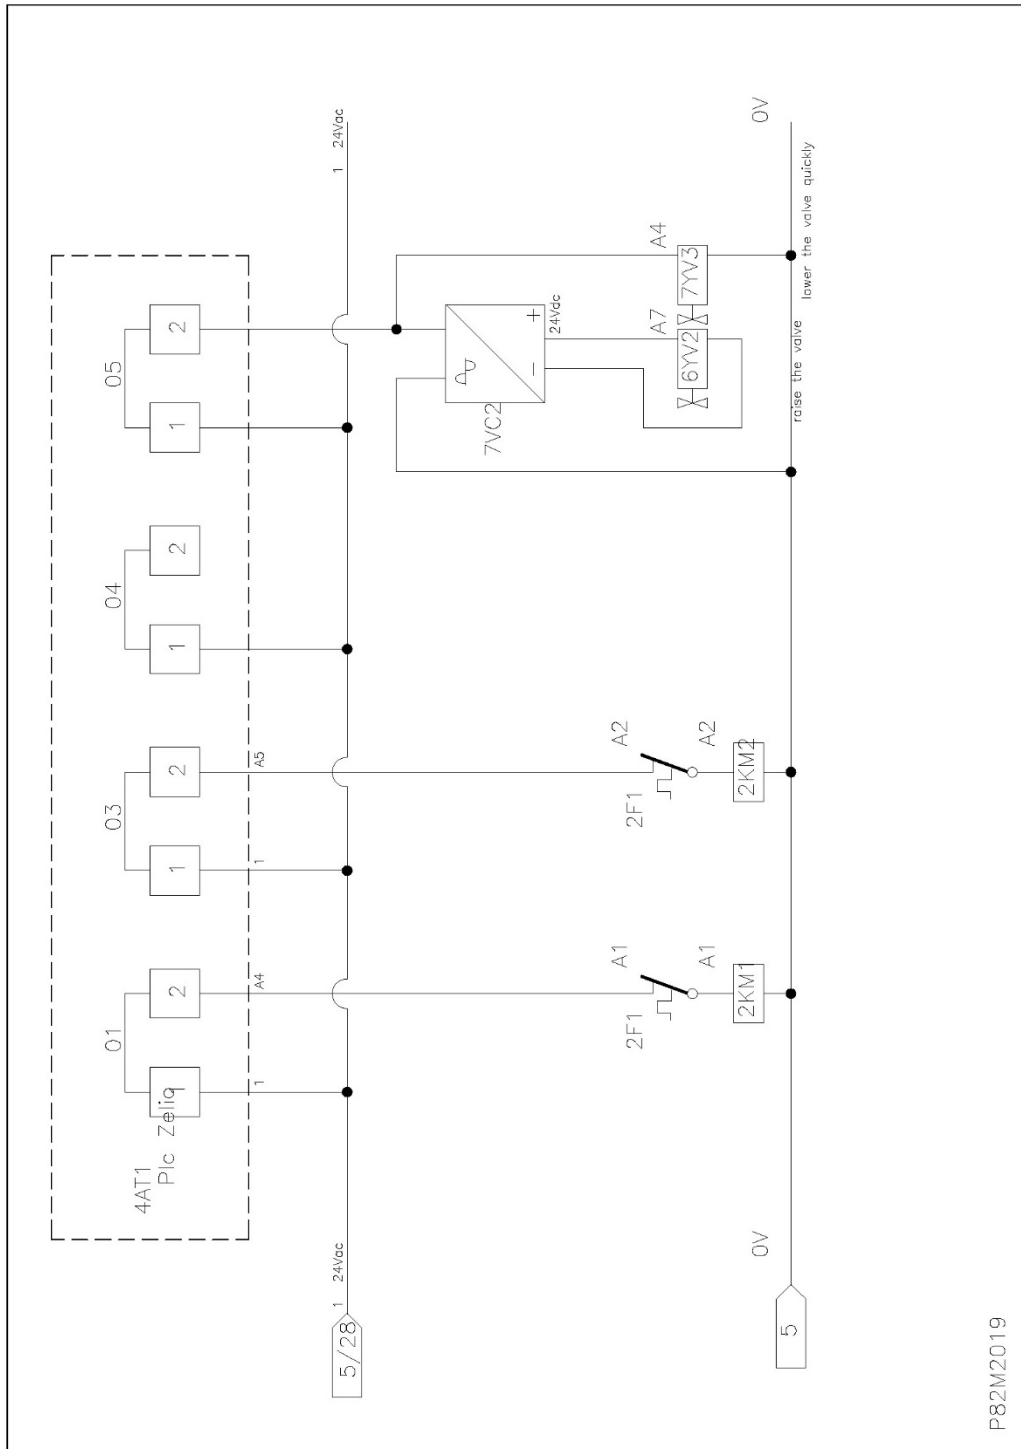 01 03 04 05
4AT1
Plc Zelio
1 2 1 2 1 2 1 2
1 A4 1 A5
1 24Vac 1 24Vac
5/28
7VC2
+ −
24Vdc
2F1 A1 2F1 A2 A7 A4
6YV2 7YV3
A1 A2
2KM1 2KM2
0V 0V
5
raise the valve
lower the valve quickly
P82M2019